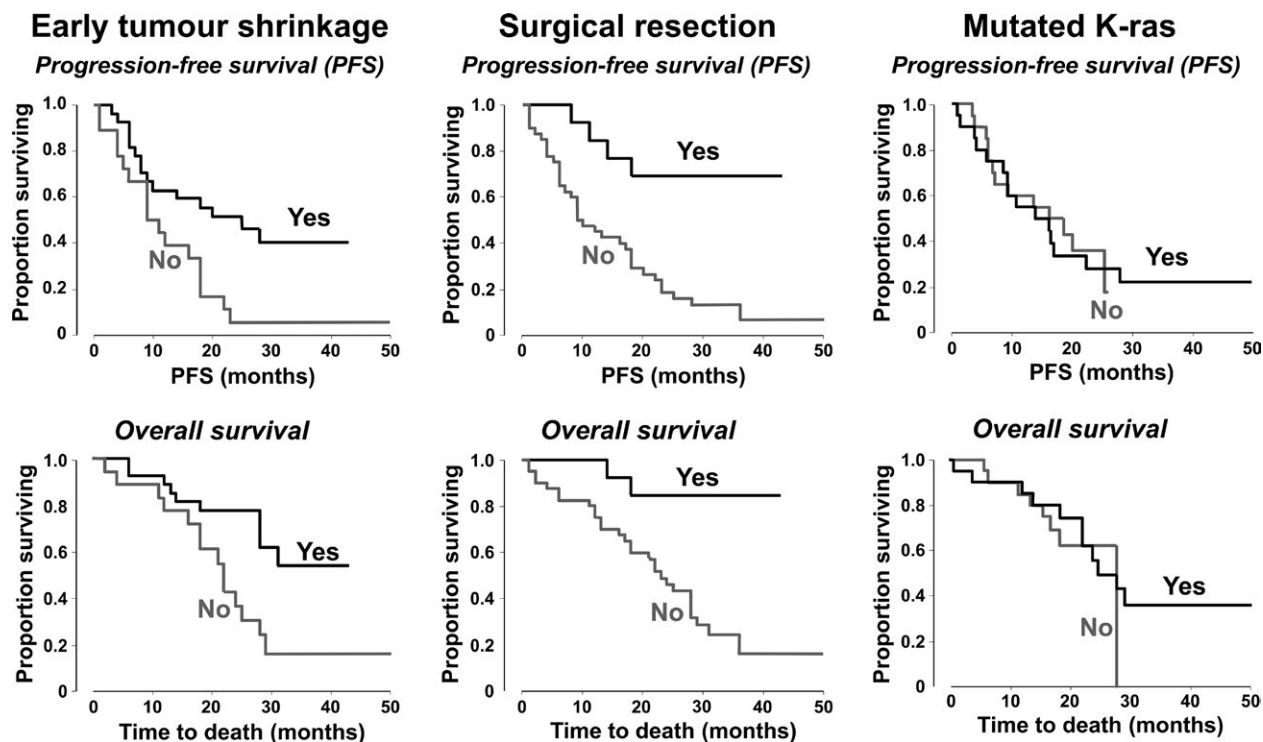 Early tumour shrinkage
Progression-free survival (PFS)
Proportion surviving
1.0
0.8
0.6
0.4
0.2
0
Yes
No
0 10 20 30 40 50
PFS (months)
Surgical resection
Progression-free survival (PFS)
Proportion surviving
1.0
0.8
0.6
0.4
0.2
0
Yes
No
0 10 20 30 40 50
PFS (months)
Mutated K-ras
Progression-free survival (PFS)
Proportion surviving
1.0
0.8
0.6
0.4
0.2
0
Yes
No
0 10 20 30 40 50
PFS (months)
Overall survival
Proportion surviving
1.0
0.8
0.6
0.4
0.2
0
Yes
No
0 10 20 30 40 50
Time to death (months)
Overall survival
Proportion surviving
1.0
0.8
0.6
0.4
0.2
0
Yes
No
0 10 20 30 40 50
Time to death (months)
Overall survival
Proportion surviving
1.0
0.8
0.6
0.4
0.2
0
Yes
No
0 10 20 30 40 50
Time to death (months)